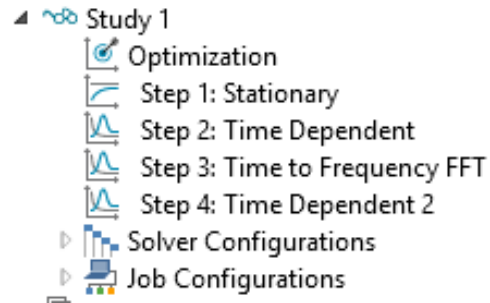 Study 1
Optimization
Step 1: Stationary
Step 2: Time Dependent
Step 3: Time to Frequency FFT
Step 4: Time Dependent 2
Solver Configurations
Job Configurations